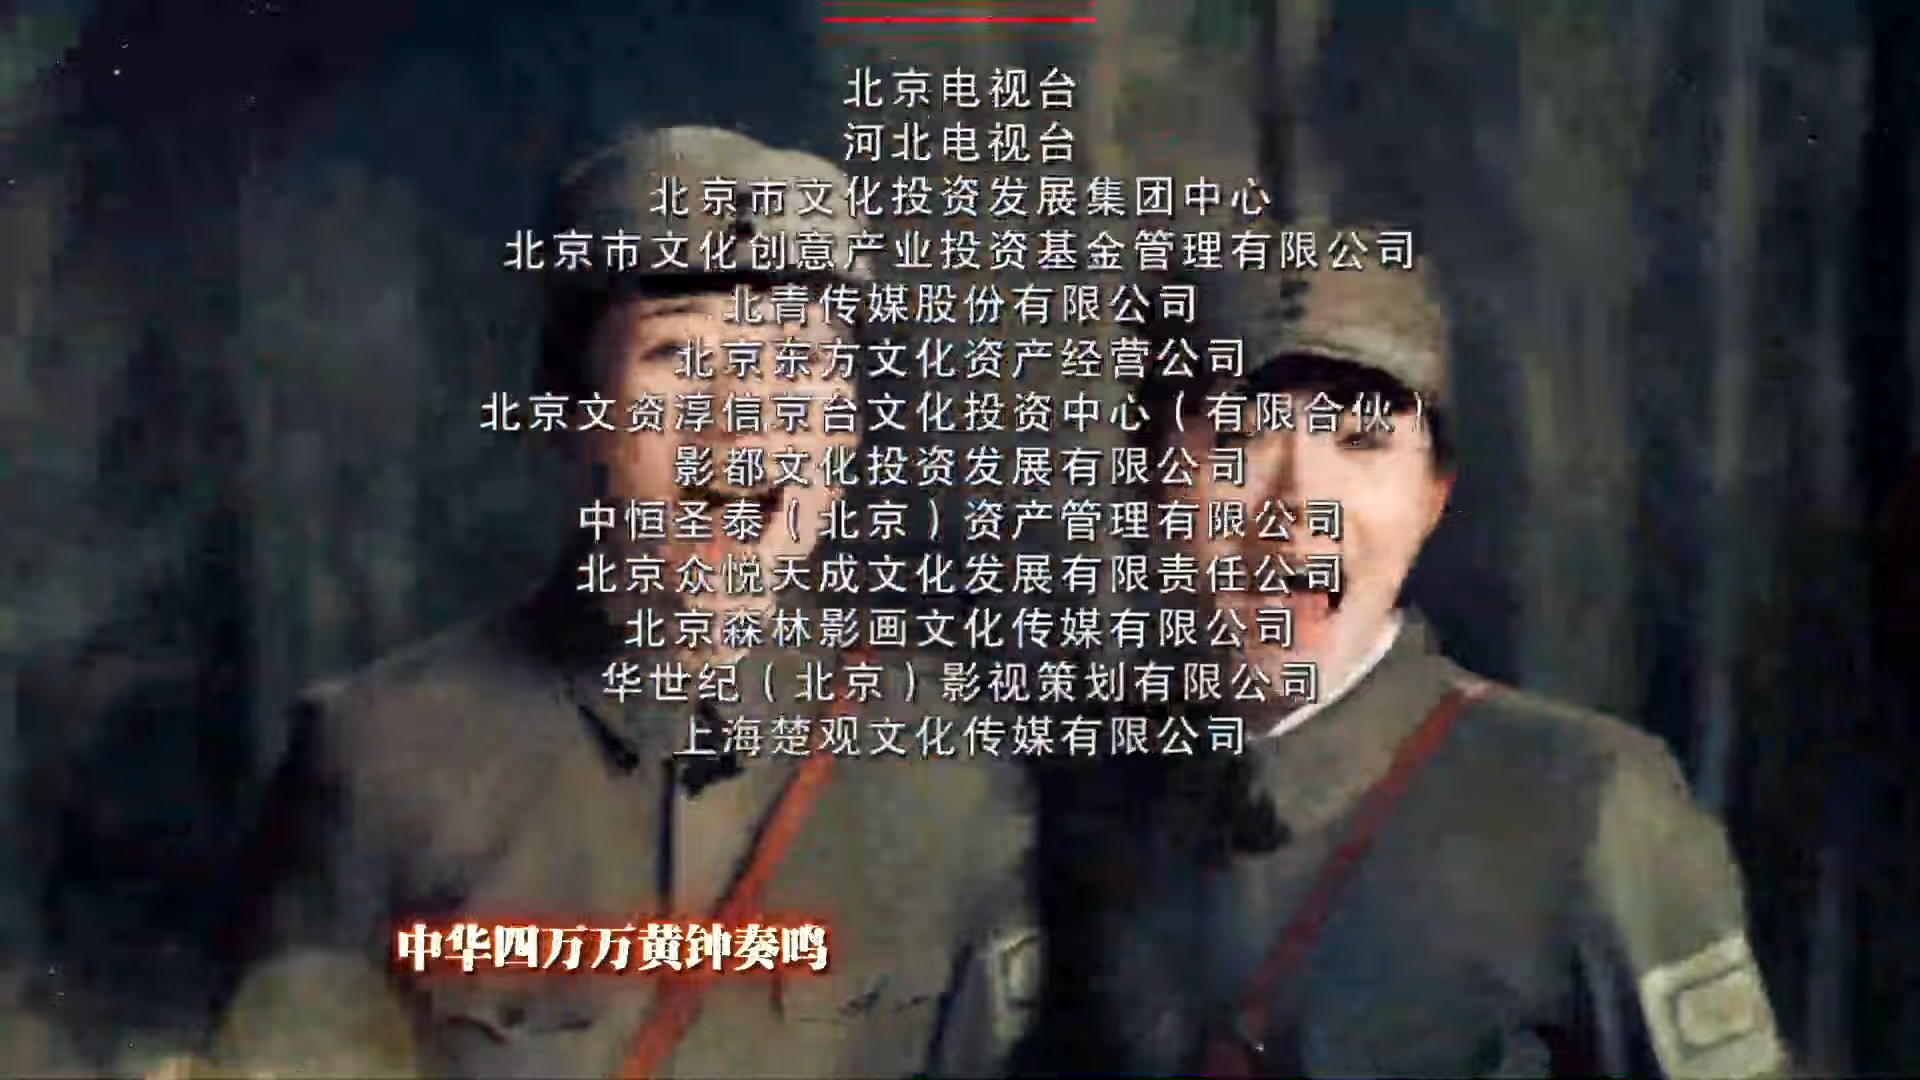 北京电视台
河北电视台
北京市文化投资发展集团中心
北京市文化创意产业投资基金管理有限公司
北青传媒股份有限公司
北京东方文化资产经营公司
北京文资淳信京台文化投资中心（有限合伙）
影都文化投资发展有限公司
中恒圣泰（北京）资产管理有限公司
北京众悦天成文化发展有限责任公司
北京森林影画文化传媒有限公司
华世纪（北京）影视策划有限公司
上海楚观文化传媒有限公司
中华四万万黄钟奏鸣